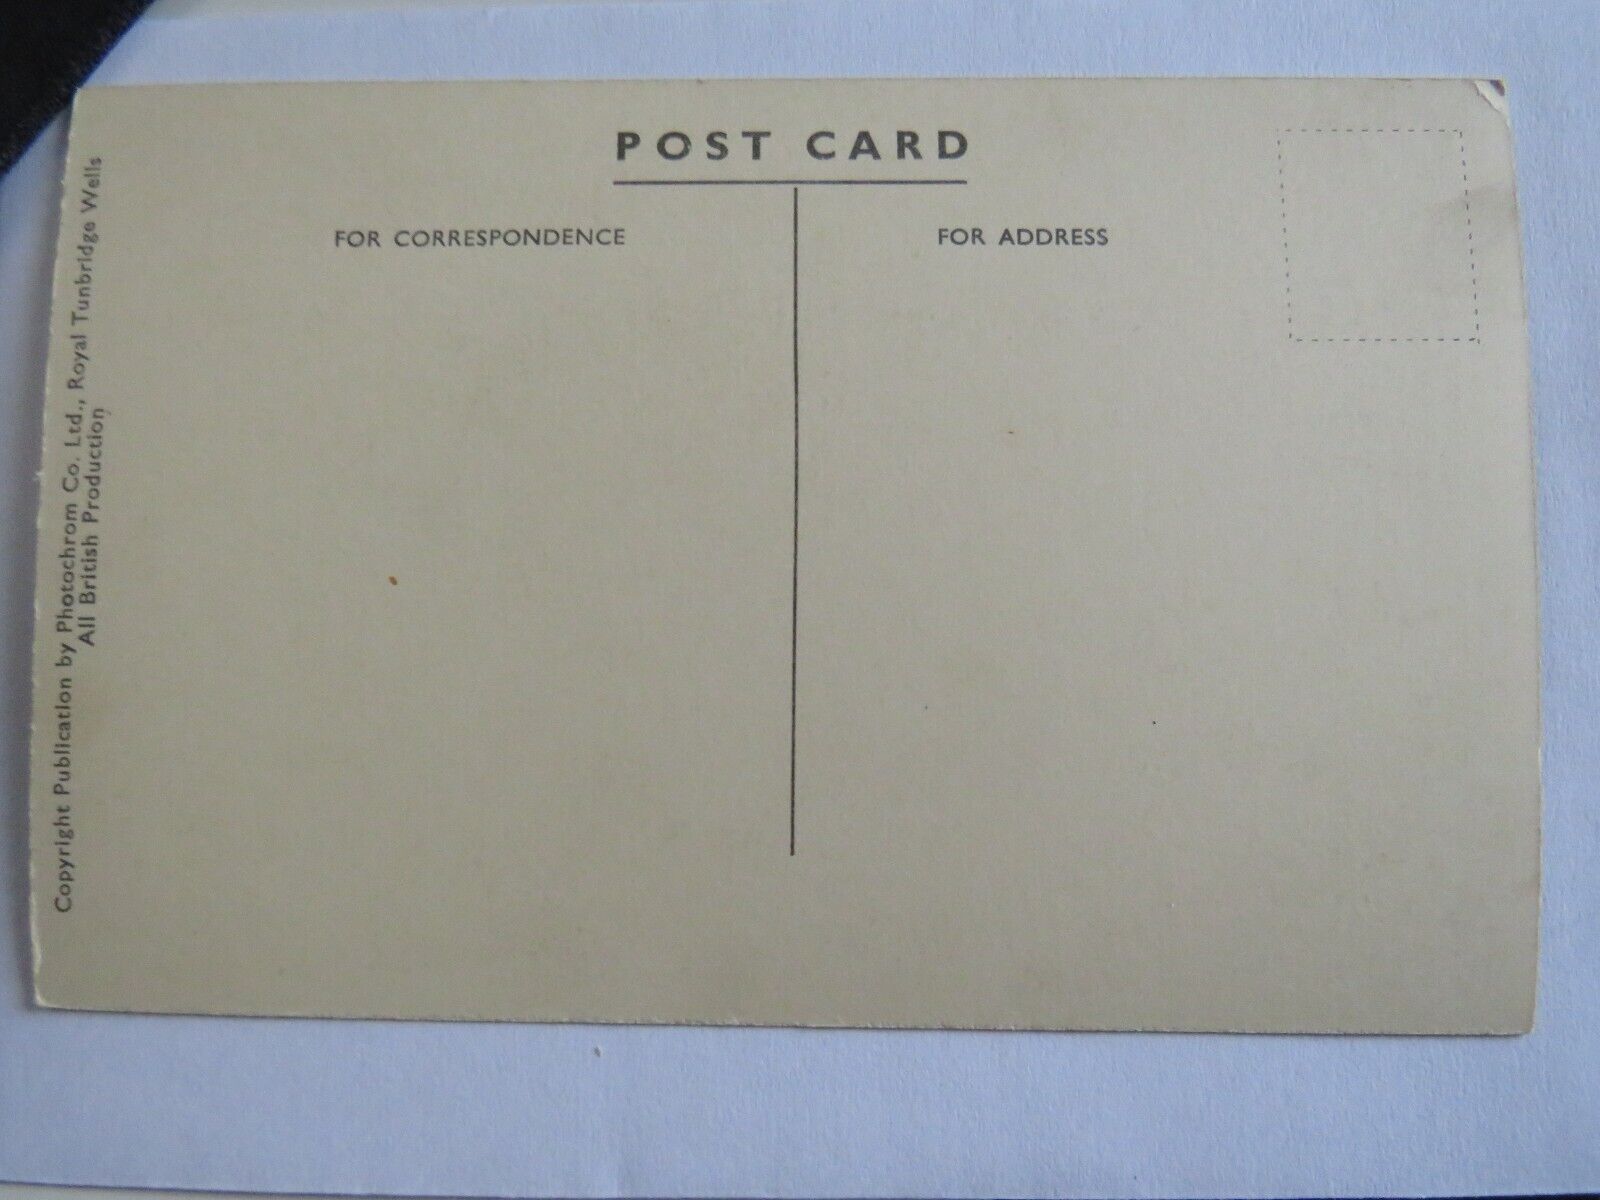 POST CARD
FOR CORRESPONDENCE
FOR ADDRESS
Copyright Publication by Photochrom Co. Ltd., Royal Tunbridge Wells
All British Production